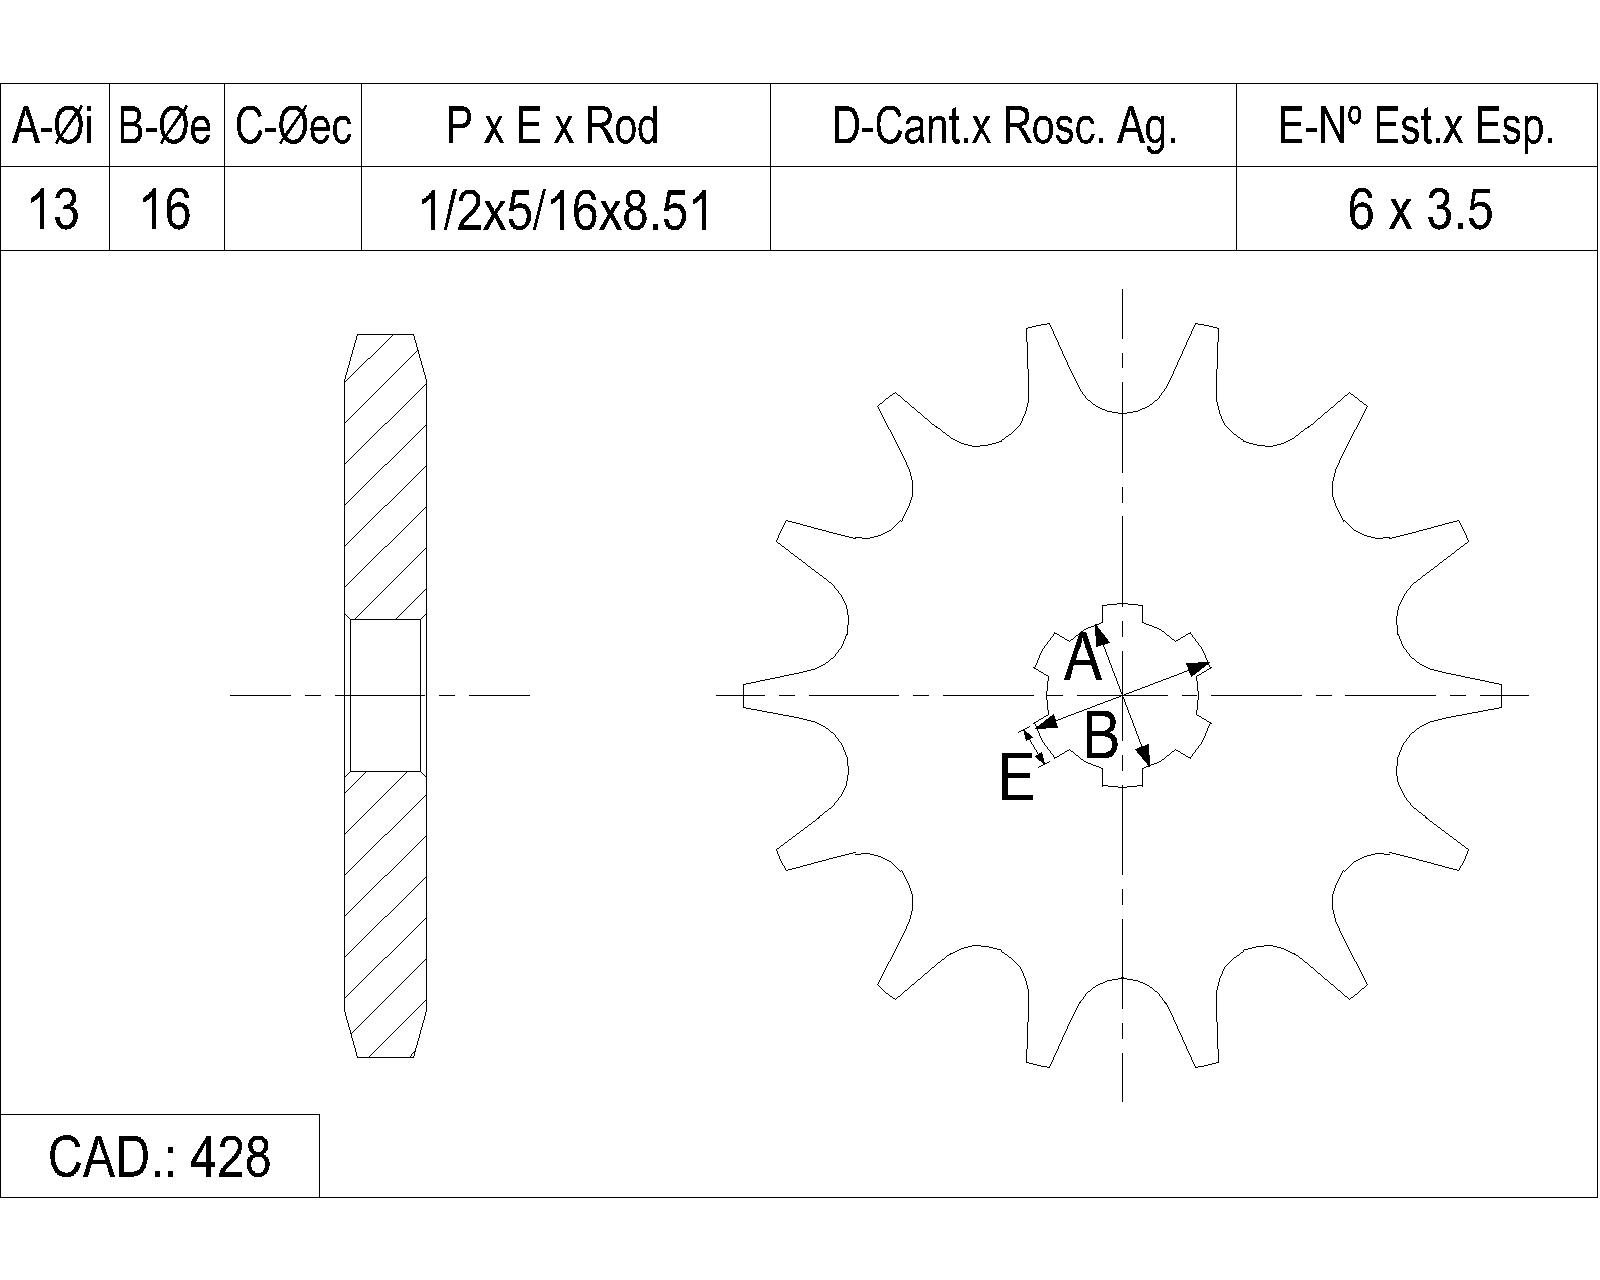 A-Øi B-Øe C-Øec P x E x Rod D-Cant.x Rosc. Ag. E-Nº Est.x Esp.
13 16 1/2x5/16x8.51 6 x 3.5
A
B
E
CAD.: 428